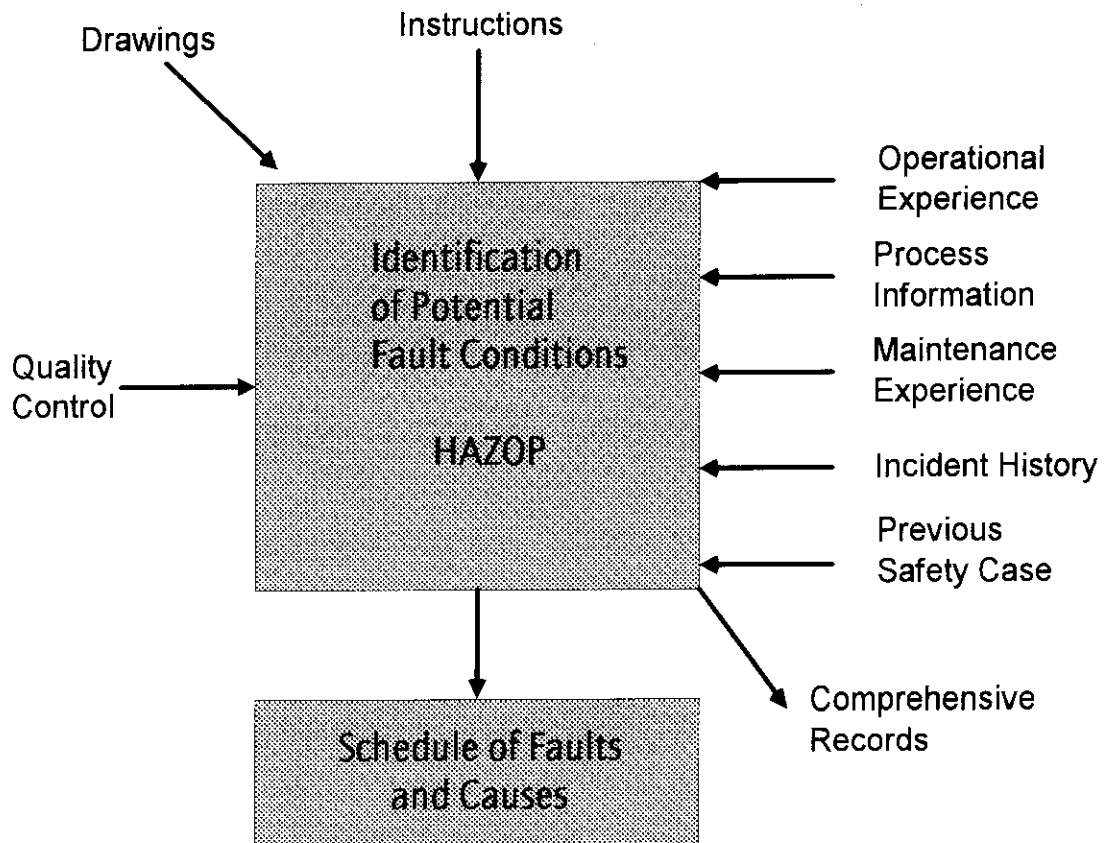 Drawings
Instructions
Operational
Experience
Identification
of Potential
Fault Conditions
HAZOP
Process
Information
Maintenance
Experience
Quality
Control
Incident History
Previous
Safety Case
Comprehensive
Records
Schedule of Faults
and Causes